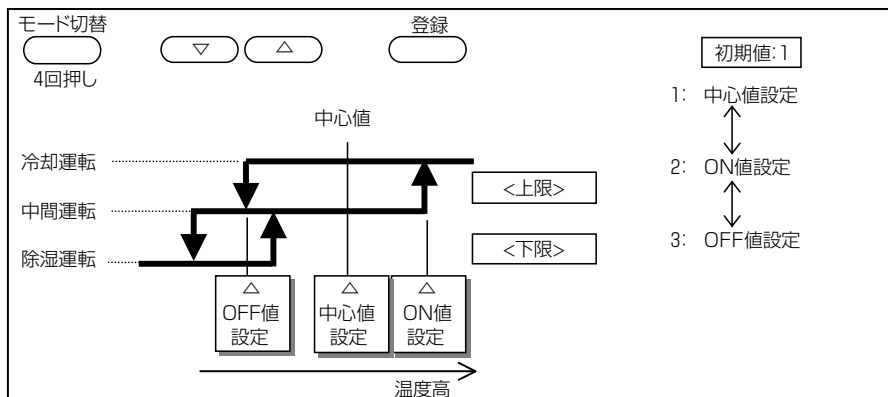 モード切替
▽
△
登録
4回押し
初期値:1
1: 中心値設定
2: ON値設定
3: OFF値設定
中心値
冷却運転
<上限>
中間運転
<下限>
除湿運転
△
OFF値
設定
△
中心値
設定
△
ON値
設定
温度高